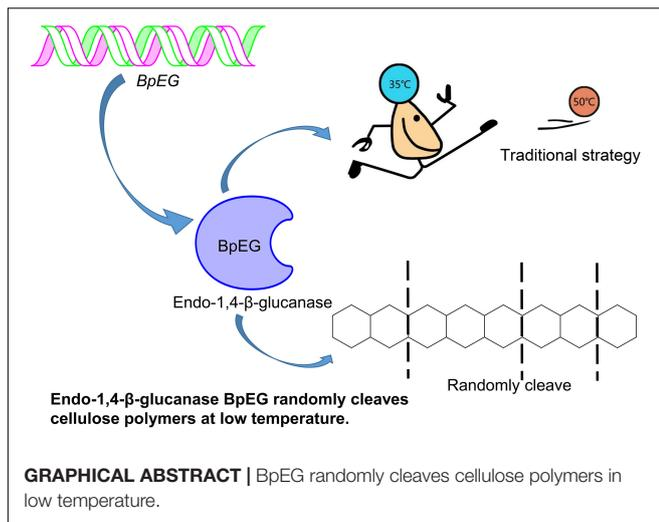 BpEG
35℃
50℃
Traditional strategy
BpEG
Endo-1,4-β-glucanase
Randomly cleave
Endo-1,4-β-glucanase BpEG randomly cleaves
cellulose polymers at low temperature.
GRAPHICAL ABSTRACT | BpEG randomly cleaves cellulose polymers in
low temperature.